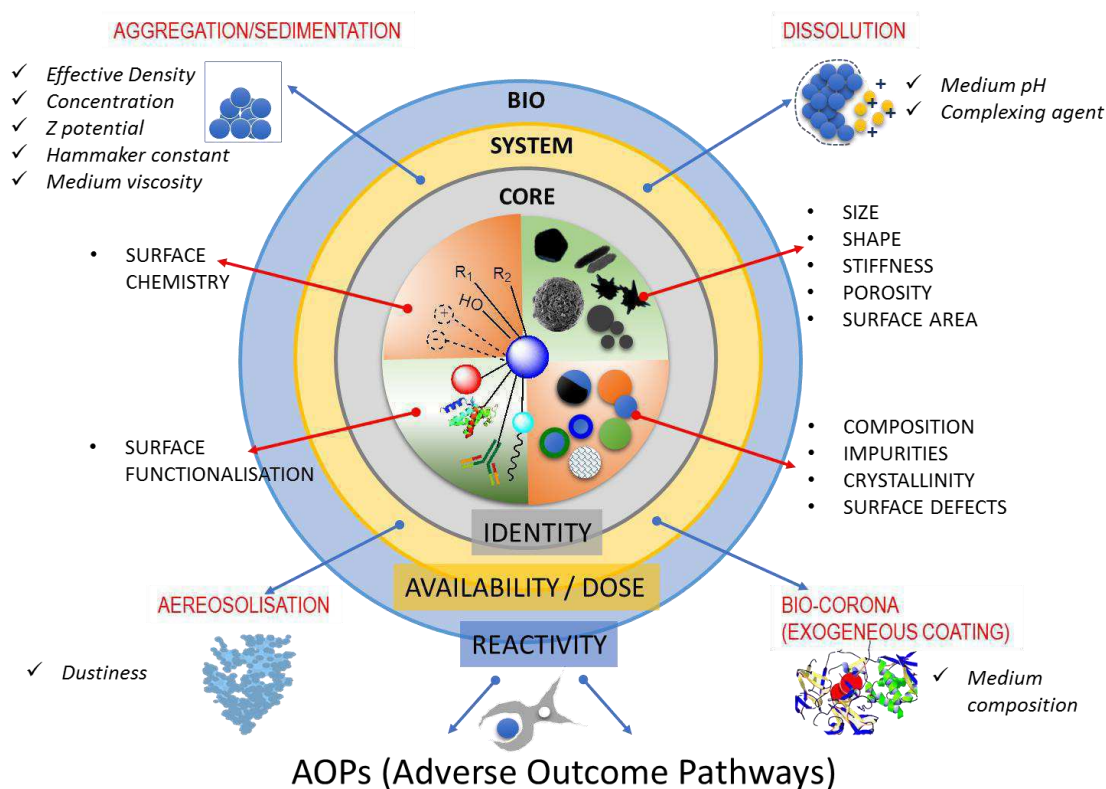 AGGREGATION/SEDIMENTATION
✓ Effective Density
✓ Concentration
✓ Z potential
✓ Hammaker constant
✓ Medium viscosity
DISSOLUTION
+
+
+
+
✓ Medium pH
✓ Complexing agent
BIO
SYSTEM
CORE
• SURFACE
CHEMISTRY
R1
R2
HO
+
−
• SIZE
• SHAPE
• STIFFNESS
• POROSITY
• SURFACE AREA
• SURFACE
FUNCTIONALISATION
• COMPOSITION
• IMPURITIES
• CRYSTALLINITY
• SURFACE DEFECTS
IDENTITY
AVAILABILITY / DOSE
REACTIVITY
AEREOSOLISATION
✓ Dustiness
BIO-CORONA
(EXOGENEOUS COATING)
✓ Medium
composition
AOPs (Adverse Outcome Pathways)